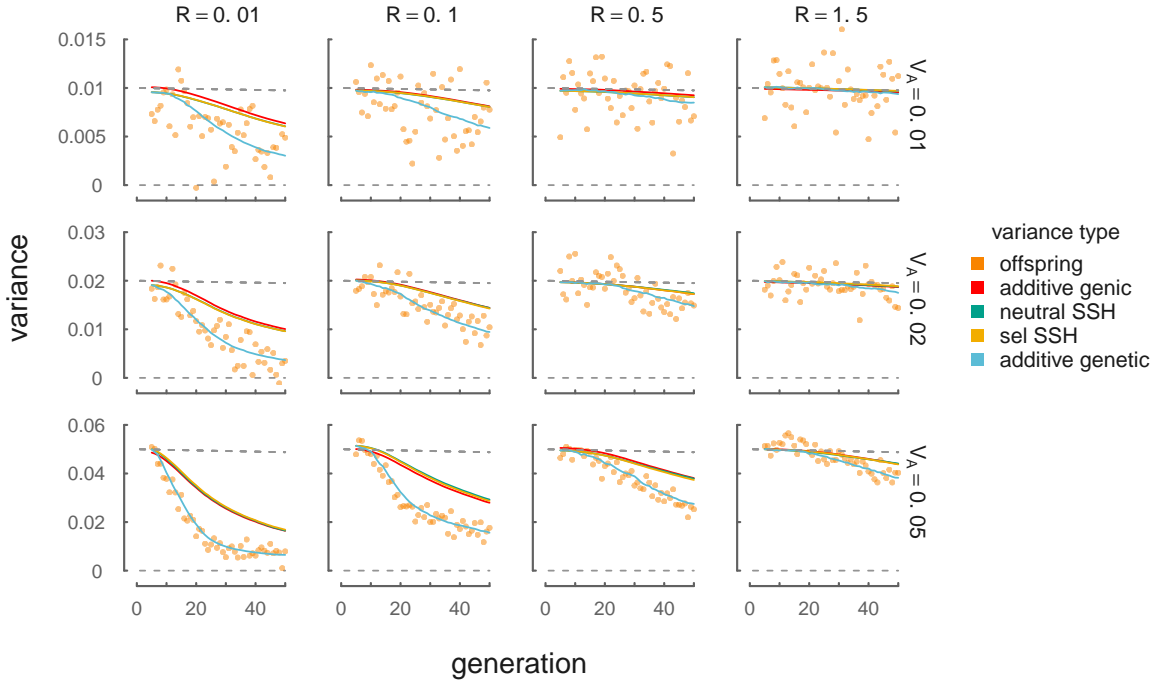 R = 0. 01
R = 0. 1
R = 0. 5
R = 1. 5
0.015
0.010
0.005
0
V_A = 0. 01
0.03
0.02
0.01
0
V_A = 0. 02
0.06
0.04
0.02
0
V_A = 0. 05
0 20 40
0 20 40
0 20 40
0 20 40
variance
generation
variance type
offspring
additive genic
neutral SSH
sel SSH
additive genetic